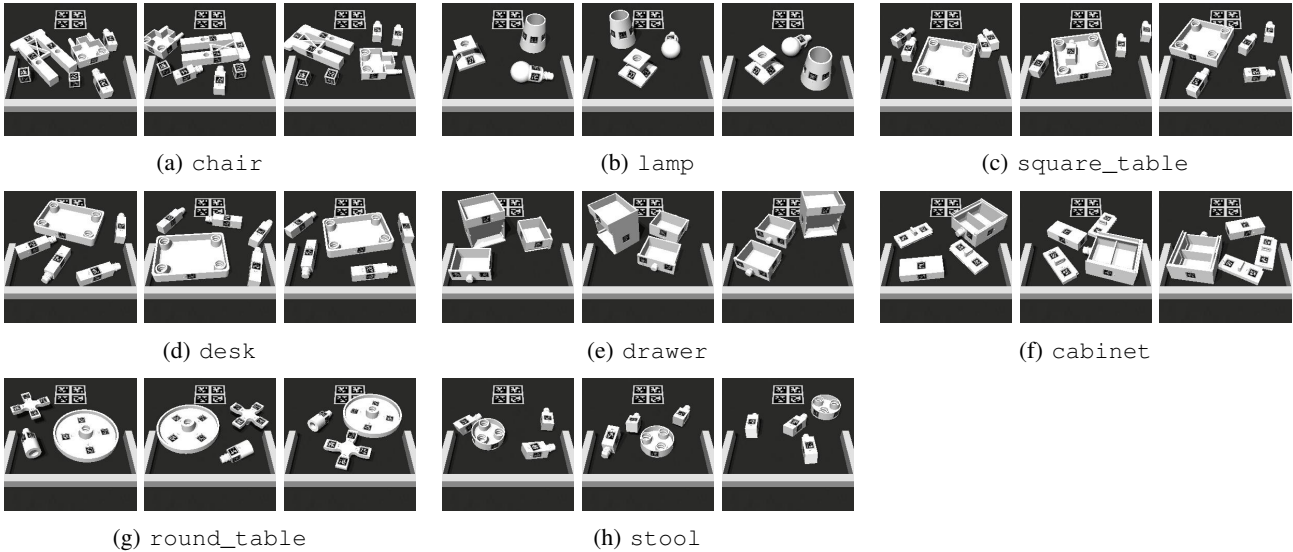 (a) chair
(b) lamp
(c) square_table
(d) desk
(e) drawer
(f) cabinet
(g) round_table
(h) stool